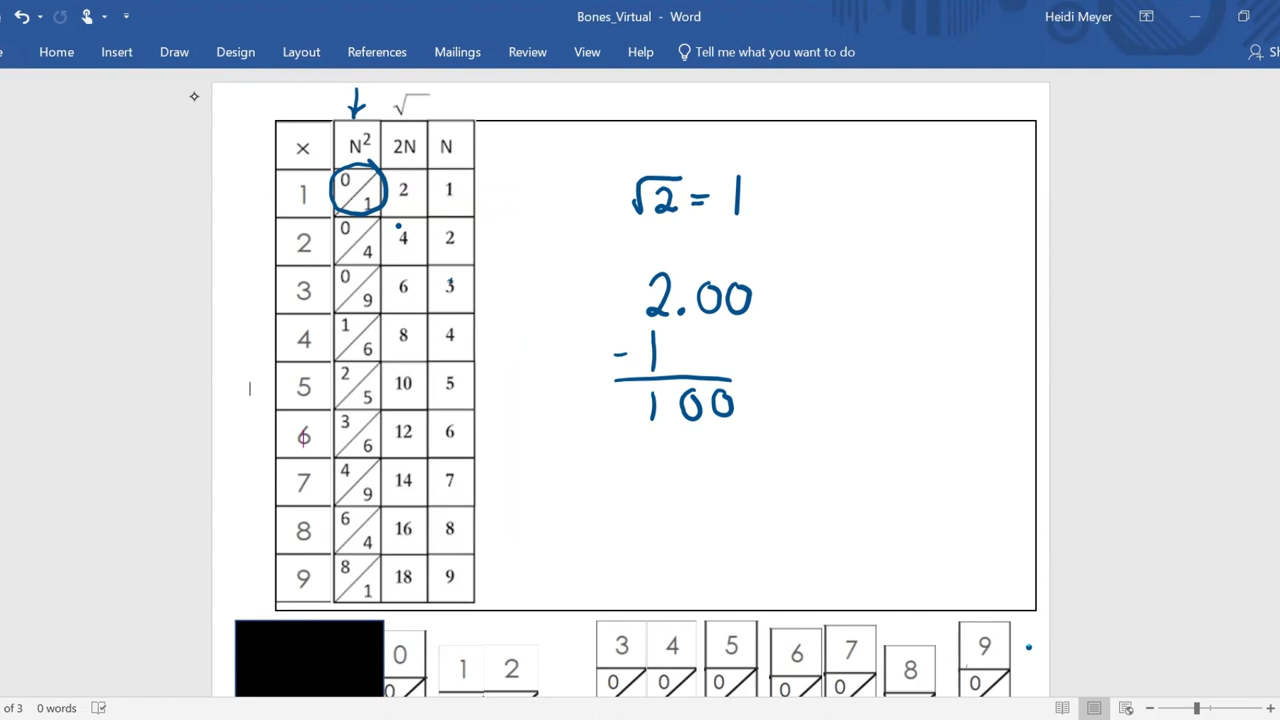 Bones_Virtual - Word
Heidi Meyer
Home Insert Draw Design Layout References Mailings Review View Help Tell me what you want to do
√
× N² 2N N
1 0/1 2 1
2 0/4 4 2
3 0/9 6 3
4 1/6 8 4
5 2/5 10 5
6 3/6 12 6
7 4/9 14 7
8 6/4 16 8
9 8/1 18 9
√2 = 1
2.00
- 1
100
0 1 2 3 4 5 6 7 8 9
0 0 0 0 0 0 0
of 3 0 words